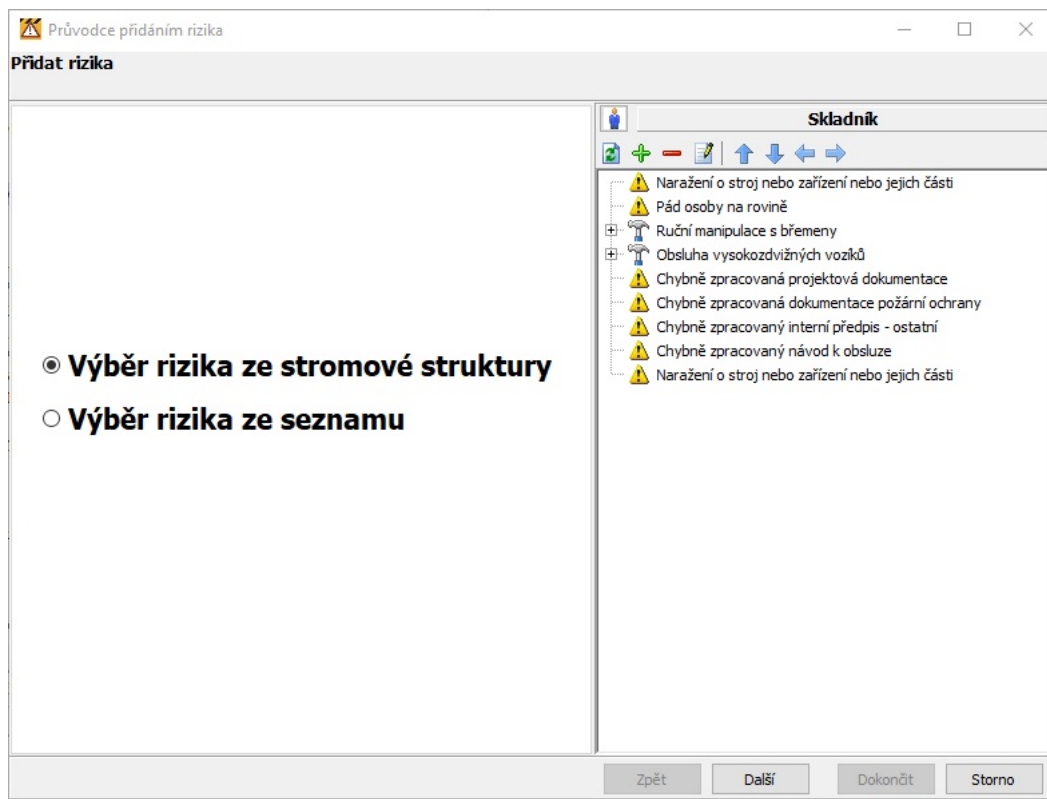 Průvodce přidáním rizika
Přidat rizika
Výběr rizika ze stromové struktury
Výběr rizika ze seznamu
Skladník
Naražení o stroj nebo zařízení nebo jejich části
Pád osoby na rovině
Ruční manipulace s břemeny
Obsluha vysokozdvižných vozíků
Chybně zpracovaná projektová dokumentace
Chybně zpracovaná dokumentace požární ochrany
Chybně zpracovaný interní předpis - ostatní
Chybně zpracovaný návod k obsluze
Naražení o stroj nebo zařízení nebo jejich části
Zpět
Další
Dokončit
Storno